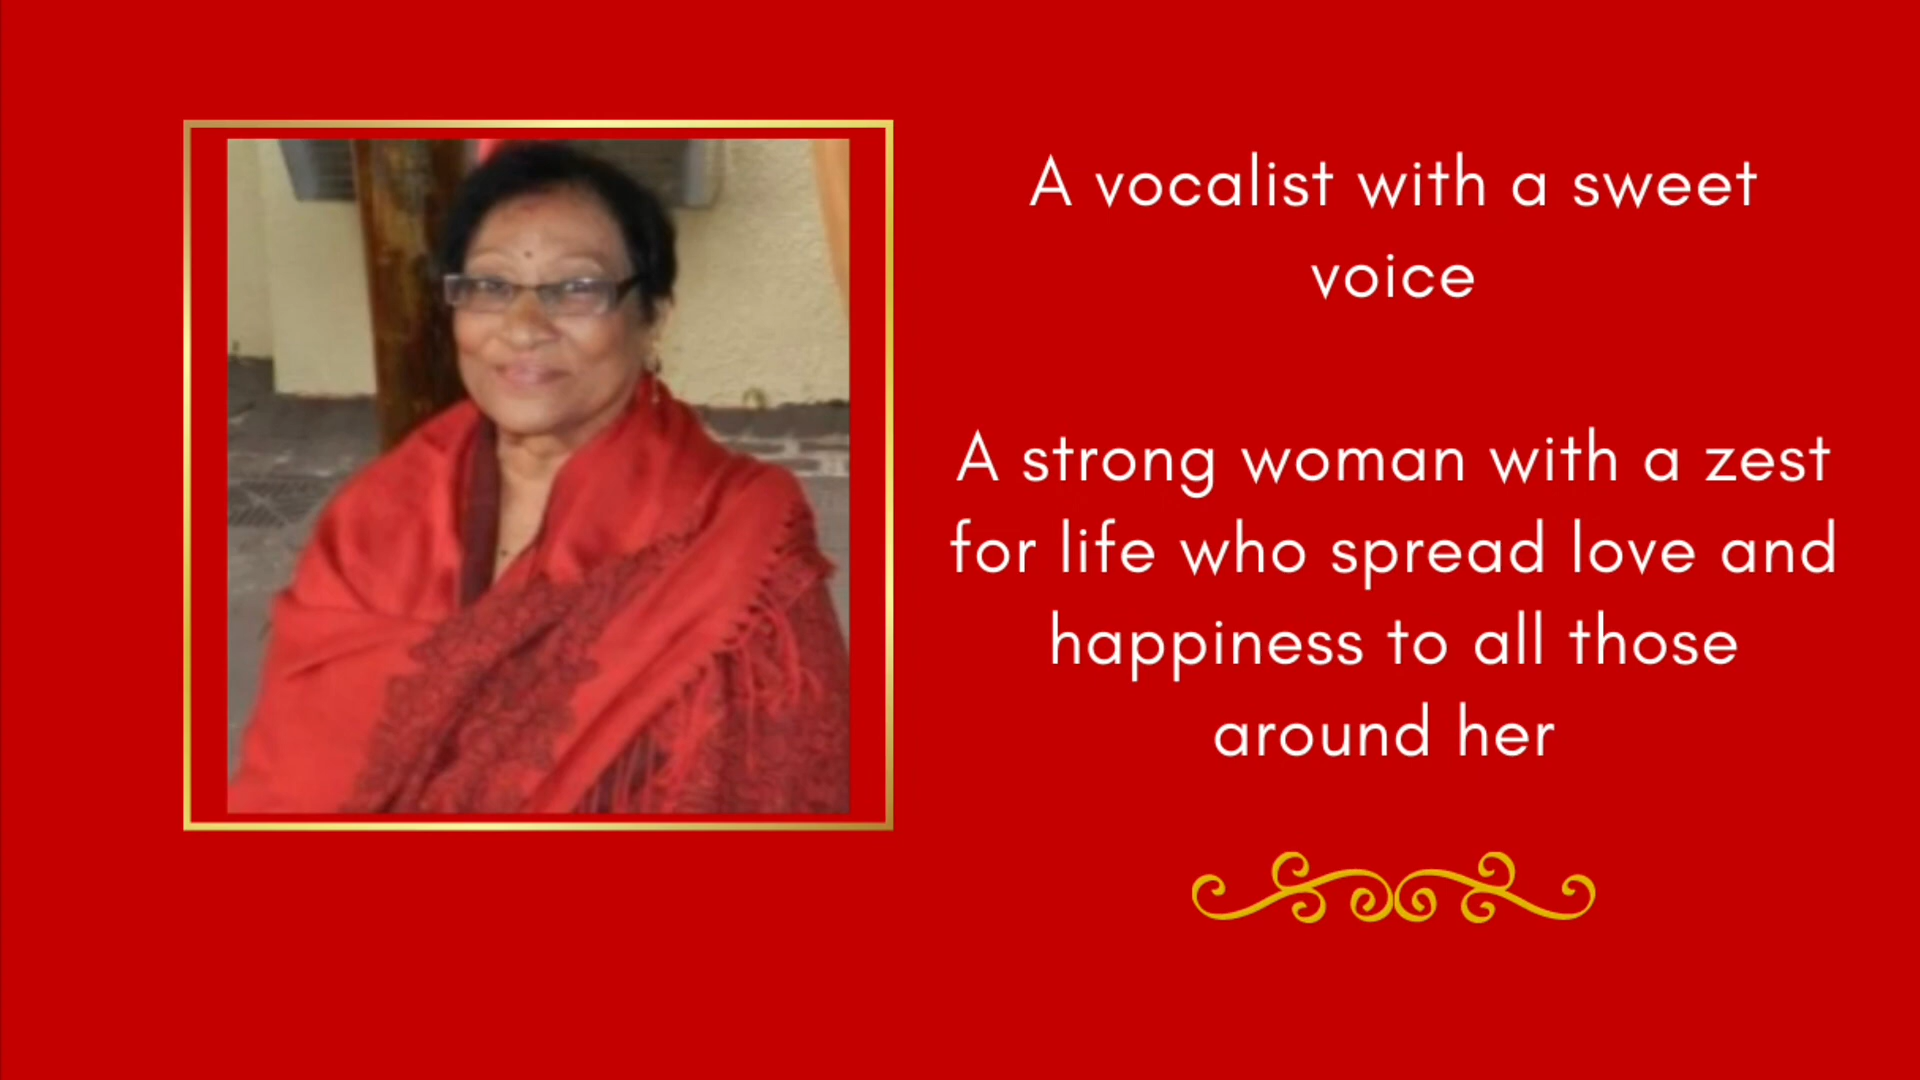 A vocalist with a sweet
voice
A strong woman with a zest
for life who spread love and
happiness to all those
around her